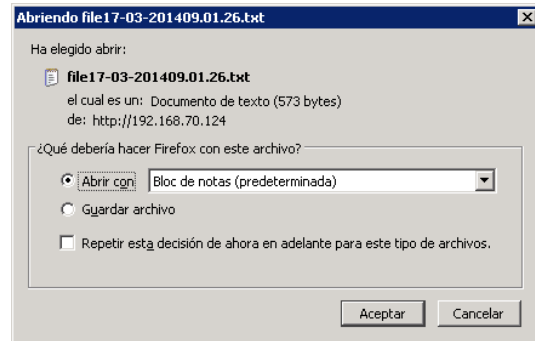 Abriendo file17-03-201409.01.26.txt
Ha elegido abrir:
file17-03-201409.01.26.txt
el cual es un: Documento de texto (573 bytes)
de: http://192.168.70.124
¿Qué debería hacer Firefox con este archivo?
Abrir con Bloc de notas (predeterminada)
Guardar archivo
Repetir esta decisión de ahora en adelante para este tipo de archivos.
Aceptar Cancelar